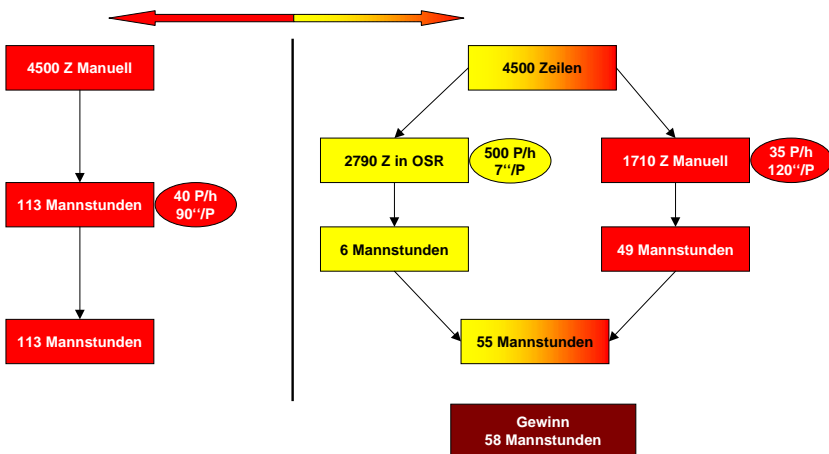 4500 Z Manuell
113 Mannstunden
40 P/h
90“/P
113 Mannstunden
4500 Zeilen
2790 Z in OSR
500 P/h
7“/P
1710 Z Manuell
35 P/h
120“/P
6 Mannstunden
49 Mannstunden
55 Mannstunden
Gewinn
58 Mannstunden